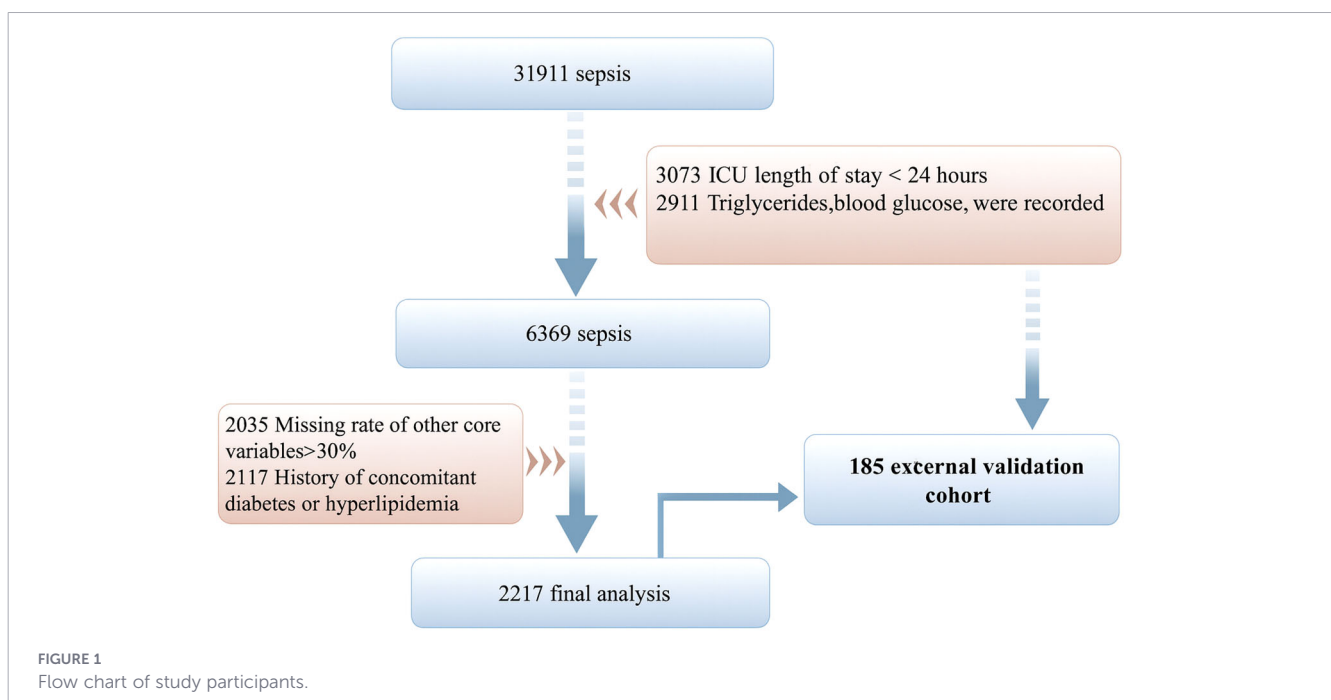 31911 sepsis
3073 ICU length of stay < 24 hours
2911 Triglycerides,blood glucose, were recorded
6369 sepsis
2035 Missing rate of other core
variables>30%
2117 History of concomitant
diabetes or hyperlipidemia
185 external validation
cohort
2217 final analysis
FIGURE 1
Flow chart of study participants.